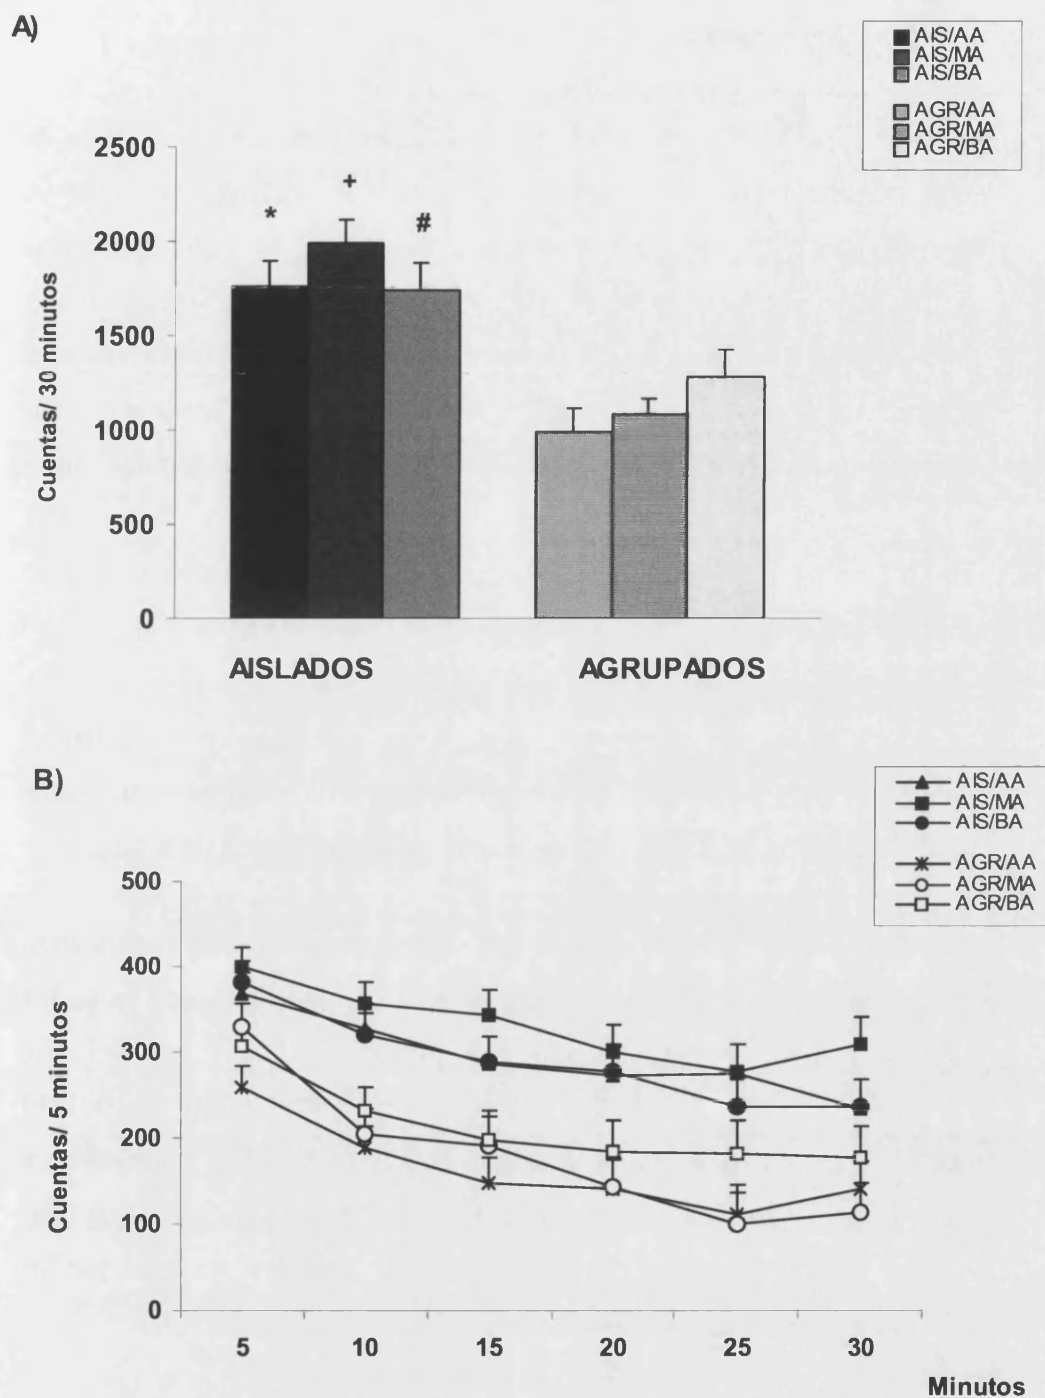 A)
AIS/AA
AIS/MA
AIS/BA
AGR/AA
AGR/MA
AGR/BA
2500
2000
1500
1000
500
0
Cuentas/ 30 minutos
*
+
#
AISLADOS
AGRUPADOS
B)
AIS/AA
AIS/MA
AIS/BA
AGR/AA
AGR/MA
AGR/BA
500
400
300
200
100
0
Cuentas/ 5 minutos
5 10 15 20 25 30
Minutos